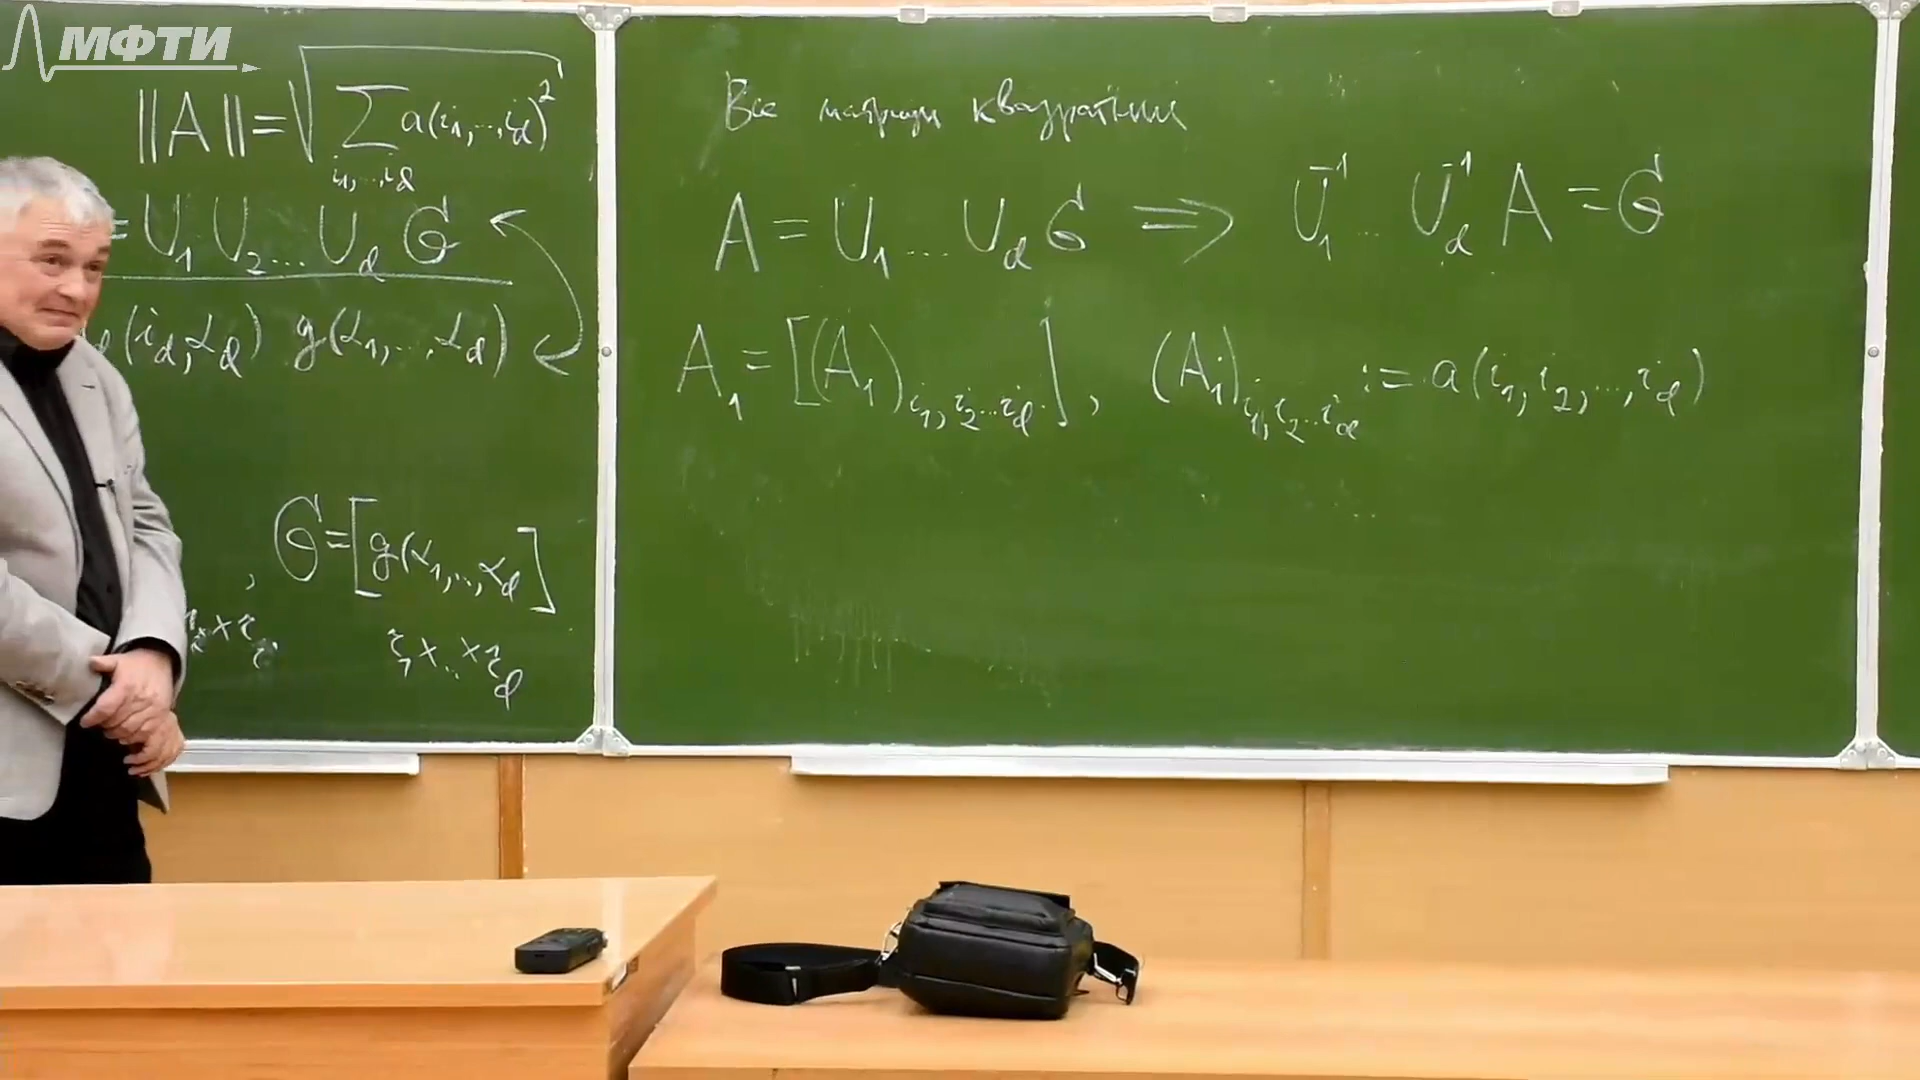 МФТИ
||A|| = √ ∑ a(i₁,...,i_d)²
i₁,...,i_d
= U₁ U₂ ... U_d G
(i_d, α_d) g(α₁,...,α_d)
, G = [g(α₁,...,α_d)]
r₁ × ... × r_d
Все матрицы квадратные
A = U₁ ... U_d G ⟹ U₁⁻¹ ... U_d⁻¹ A = G
A₁ = [(A₁)_{i₁, i₂...i_d}], (A₁)_{i₁, i₂...i_d} := a(i₁, i₂, ..., i_d)